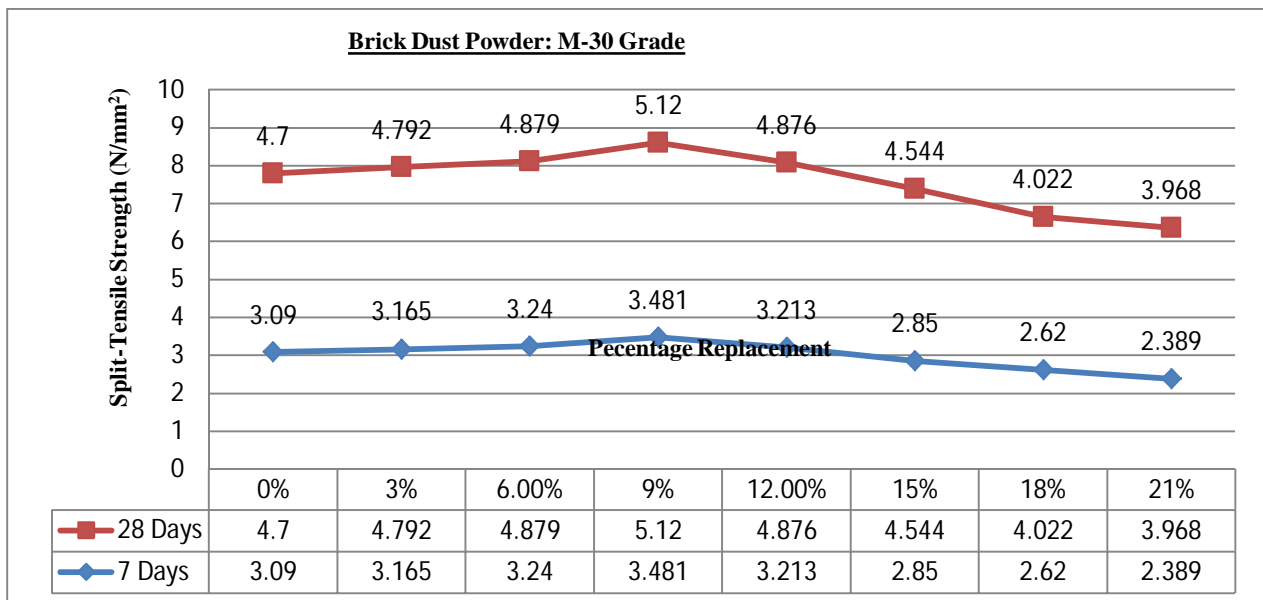 Brick Dust Powder: M-30 Grade
Split-Tensile Strength (N/mm²)
10
9
8
7
6
5
4
3
2
1
0
4.7 4.792 4.879 5.12 4.876 4.544 4.022 3.968
3.09 3.165 3.24 3.481 3.213 2.85 2.62 2.389
Pecentage Replacement
0% 3% 6.00% 9% 12.00% 15% 18% 21%
28 Days 4.7 4.792 4.879 5.12 4.876 4.544 4.022 3.968
7 Days 3.09 3.165 3.24 3.481 3.213 2.85 2.62 2.389